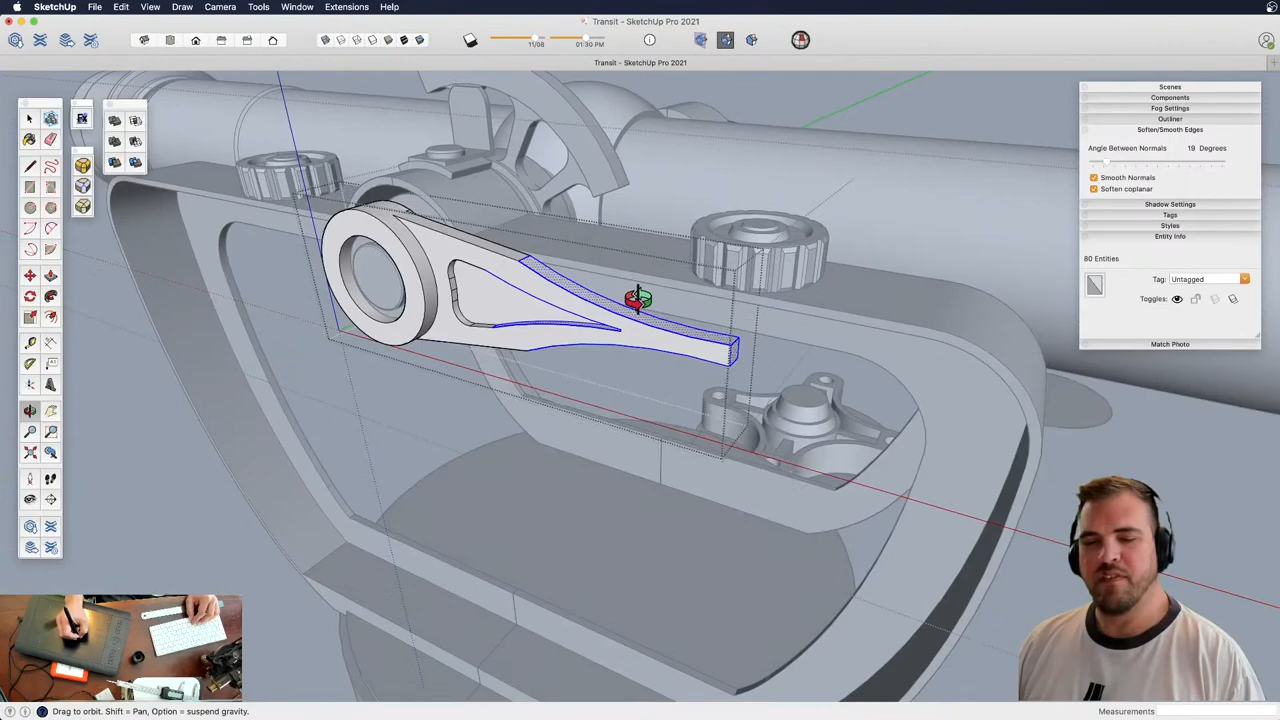 SketchUp File Edit View Draw Camera Tools Window Extensions Help
Transit - SketchUp Pro 2021
11/08 01:30 PM
Transit - SketchUp Pro 2021
Scenes
Components
Fog Settings
Outliner
Soften/Smooth Edges
Angle Between Normals 19 Degrees
Smooth Normals
Soften coplanar
Shadow Settings
Tags
Styles
Entity Info
80 Entities
Tag: Untagged
Toggles:
Match Photo
Drag to orbit. Shift = Pan, Option = suspend gravity.
Measurements